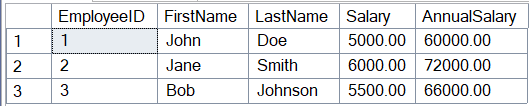 EmployeeID FirstName LastName Salary AnnualSalary
1 1 John Doe 5000.00 60000.00
2 2 Jane Smith 6000.00 72000.00
3 3 Bob Johnson 5500.00 66000.00